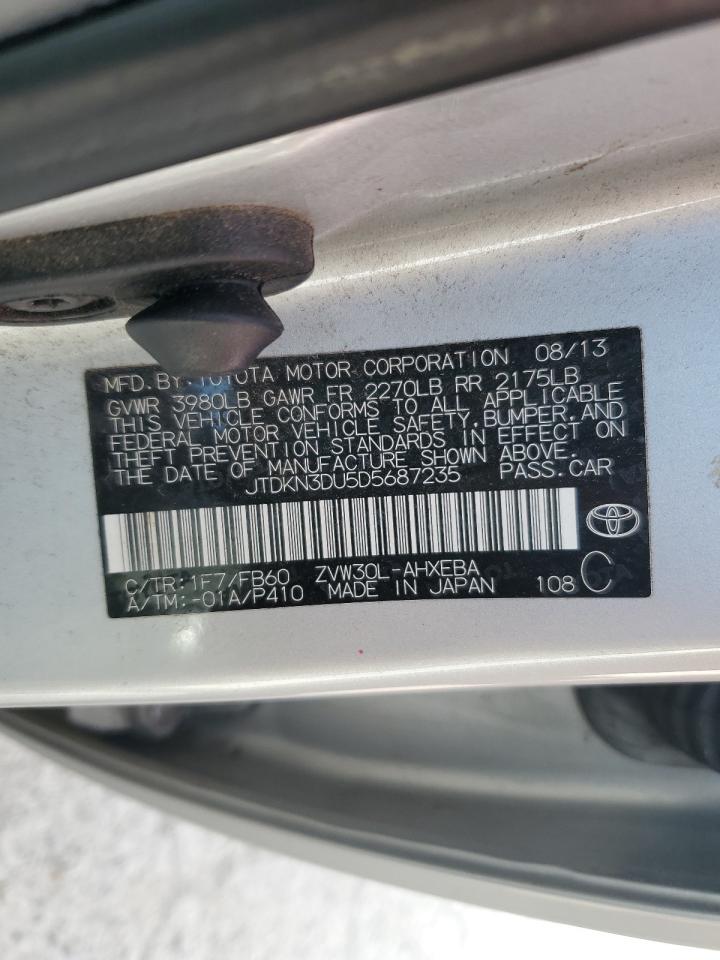 MFD. BY: TOYOTA MOTOR CORPORATION 08/13
GVWR 3980LB GAWR FR 2270LB RR 2175LB
THIS VEHICLE CONFORMS TO ALL APPLICABLE
FEDERAL MOTOR VEHICLE SAFETY, BUMPER, AND
THEFT PREVENTION STANDARDS IN EFFECT ON
THE DATE OF MANUFACTURE SHOWN ABOVE.
JTDKN3DU5D5687235 PASS.CAR
C/TR: 1F7/FB60 ZVW30L-AHXEBA
A/TM:-01A/P410 MADE IN JAPAN 108 C